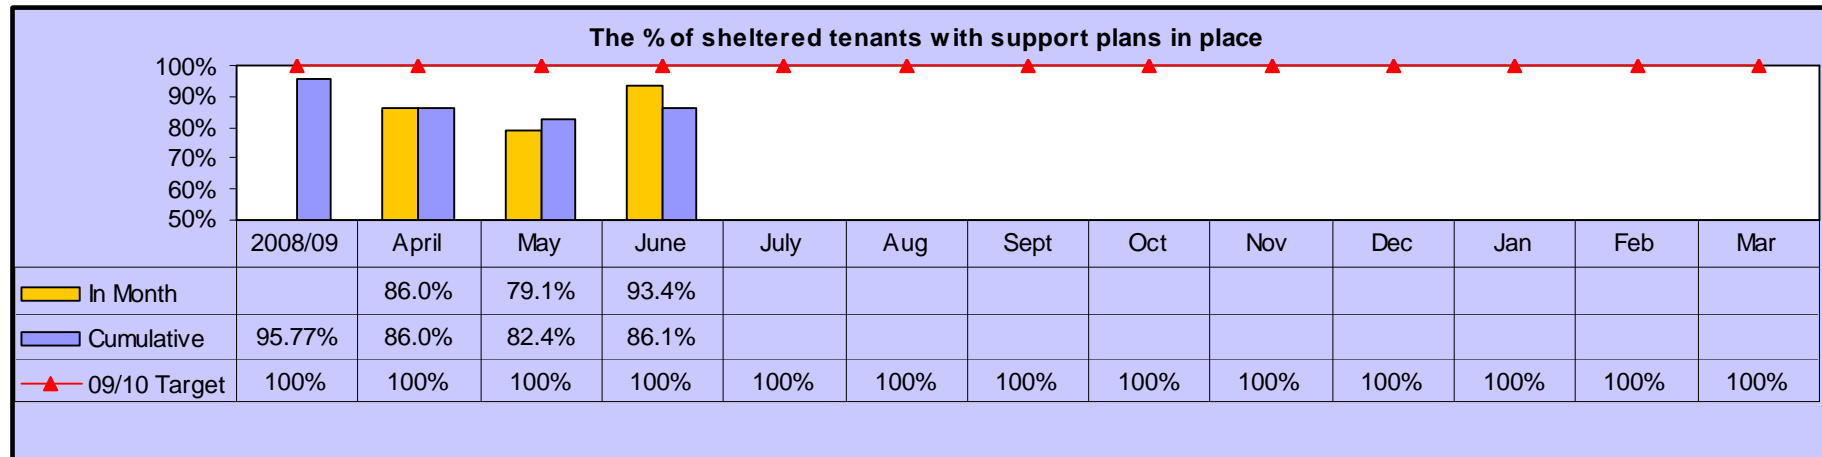 The % of sheltered tenants with support plans in place
100%
90%
80%
70%
60%
50%
2008/09 April May June July Aug Sept Oct Nov Dec Jan Feb Mar
In Month 86.0% 79.1% 93.4%
Cumulative 95.77% 86.0% 82.4% 86.1%
09/10 Target 100% 100% 100% 100% 100% 100% 100% 100% 100% 100% 100% 100% 100%